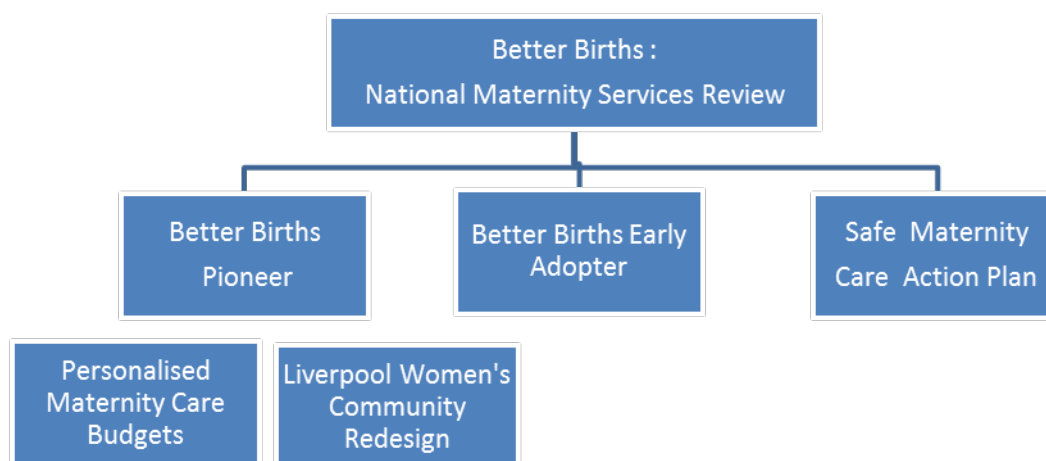 Better Births :
National Maternity Services Review
Better Births
Pioneer
Better Births Early
Adopter
Safe Maternity
Care Action Plan
Personalised
Maternity Care
Budgets
Liverpool Women's
Community
Redesign